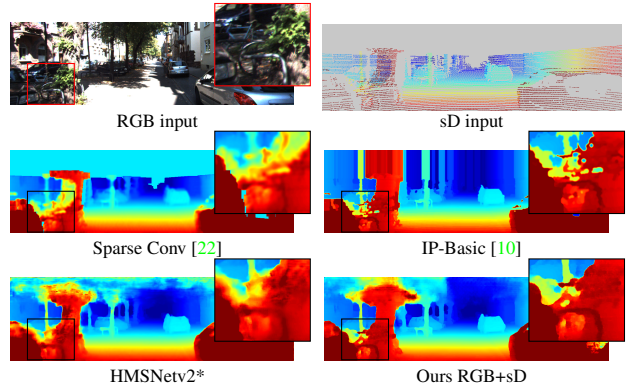 RGB input
sD input
Sparse Conv [22]
IP-Basic [10]
HMSNetv2*
Ours RGB+sD